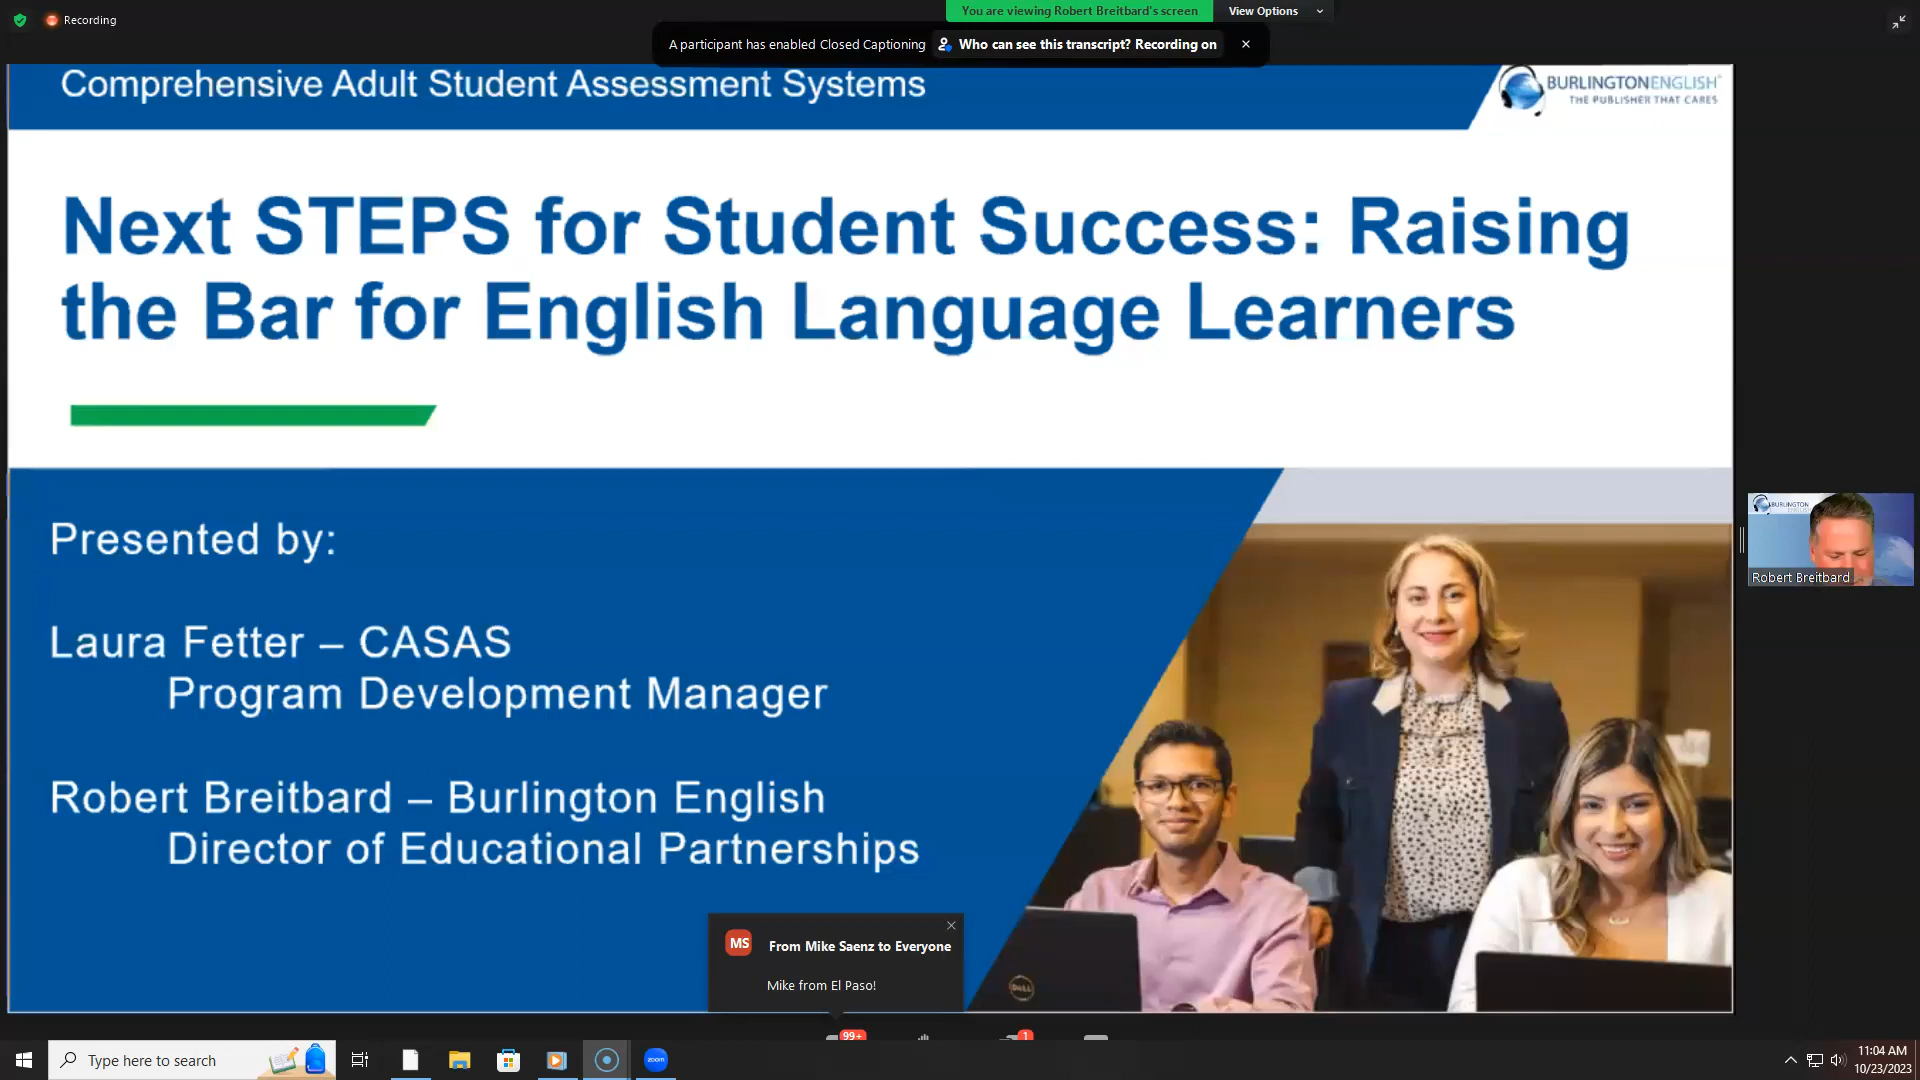 Recording
You are viewing Robert Breitbard's screen
View Options
A participant has enabled Closed Captioning
Who can see this transcript? Recording on
Comprehensive Adult Student Assessment Systems
BURLINGTONENGLISH
THE PUBLISHER THAT CARES
Next STEPS for Student Success: Raising
the Bar for English Language Learners
Presented by:
Laura Fetter – CASAS
Program Development Manager
Robert Breitbard – Burlington English
Director of Educational Partnerships
BURLINGTON
ENGLISH
Robert Breitbard
MS
From Mike Saenz to Everyone
Mike from El Paso!
DELL
99+
1
Type here to search
zoom
11:04 AM
10/23/2023